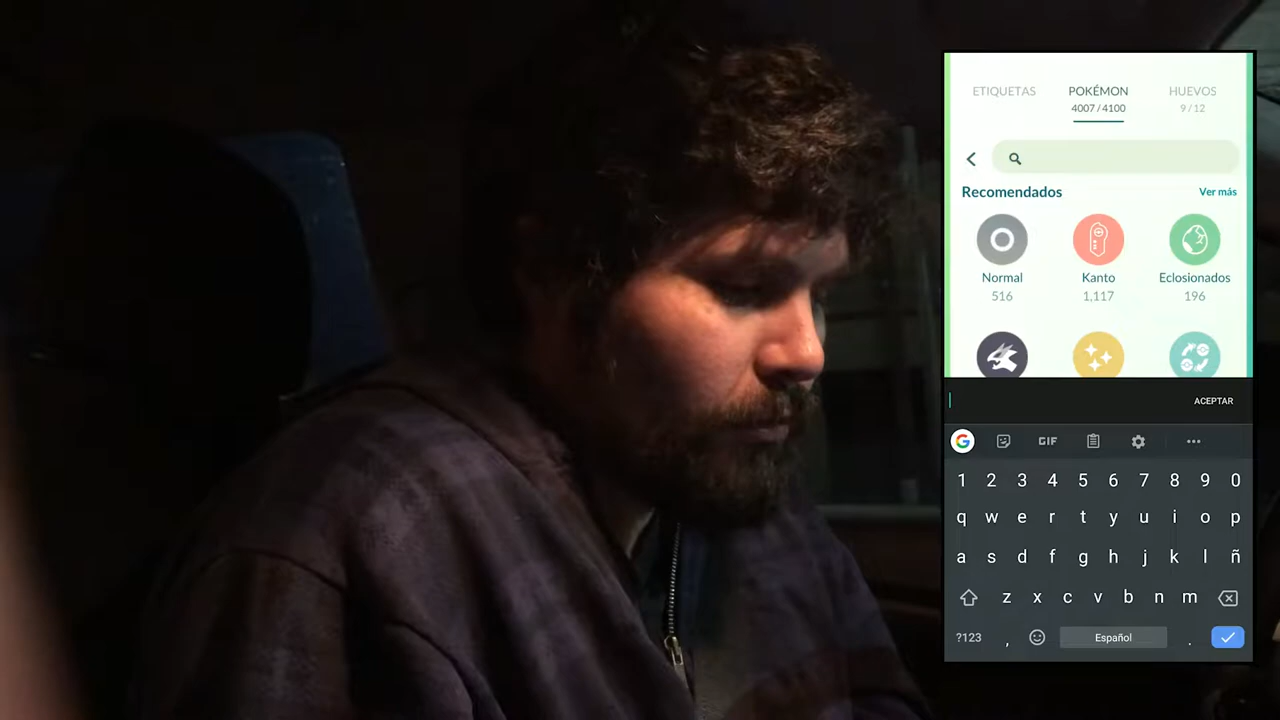 ETIQUETAS POKÉMON HUEVOS
4007 / 4100 9 / 12
Recomendados Ver más
Normal Kanto Eclosionados
516 1,117 196
ACEPTAR
G GIF
1 2 3 4 5 6 7 8 9 0
q w e r t y u i o p
a s d f g h j k l ñ
z x c v b n m
?123 , Español .